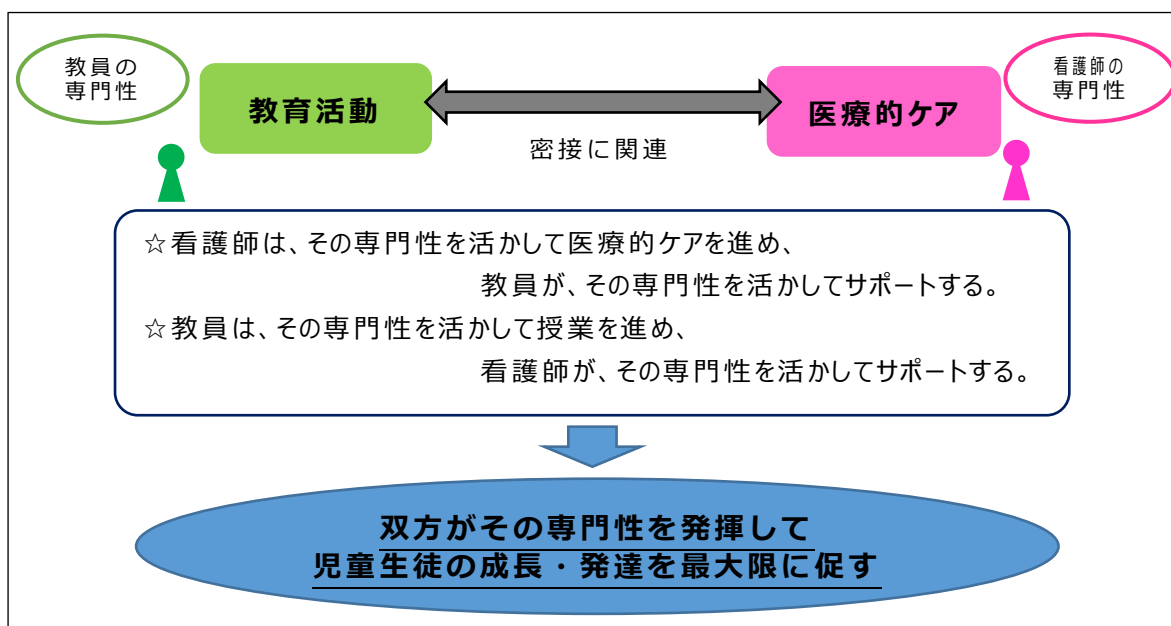 教員の
専門性
教育活動
密接に関連
医療的ケア
看護師の
専門性
☆看護師は、その専門性を活かして医療的ケアを進め、
教員が、その専門性を活かしてサポートする。
☆教員は、その専門性を活かして授業を進め、
看護師が、その専門性を活かしてサポートする。
双方がその専門性を発揮して
児童生徒の成長・発達を最大限に促す